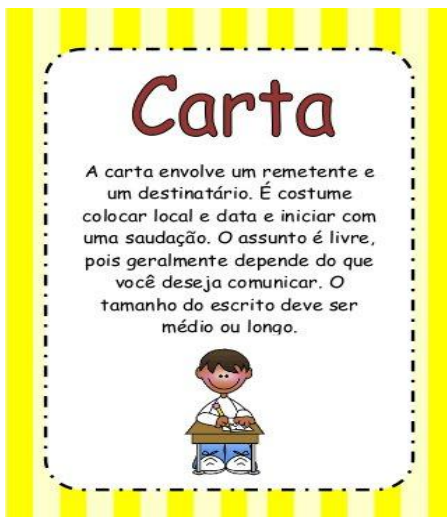 Carta
A carta envolve um remetente e
um destinatário. É costume
colocar local e data e iniciar com
uma saudação. O assunto é livre,
pois geralmente depende do que
você deseja comunicar. O
tamanho do escrito deve ser
médio ou longo.